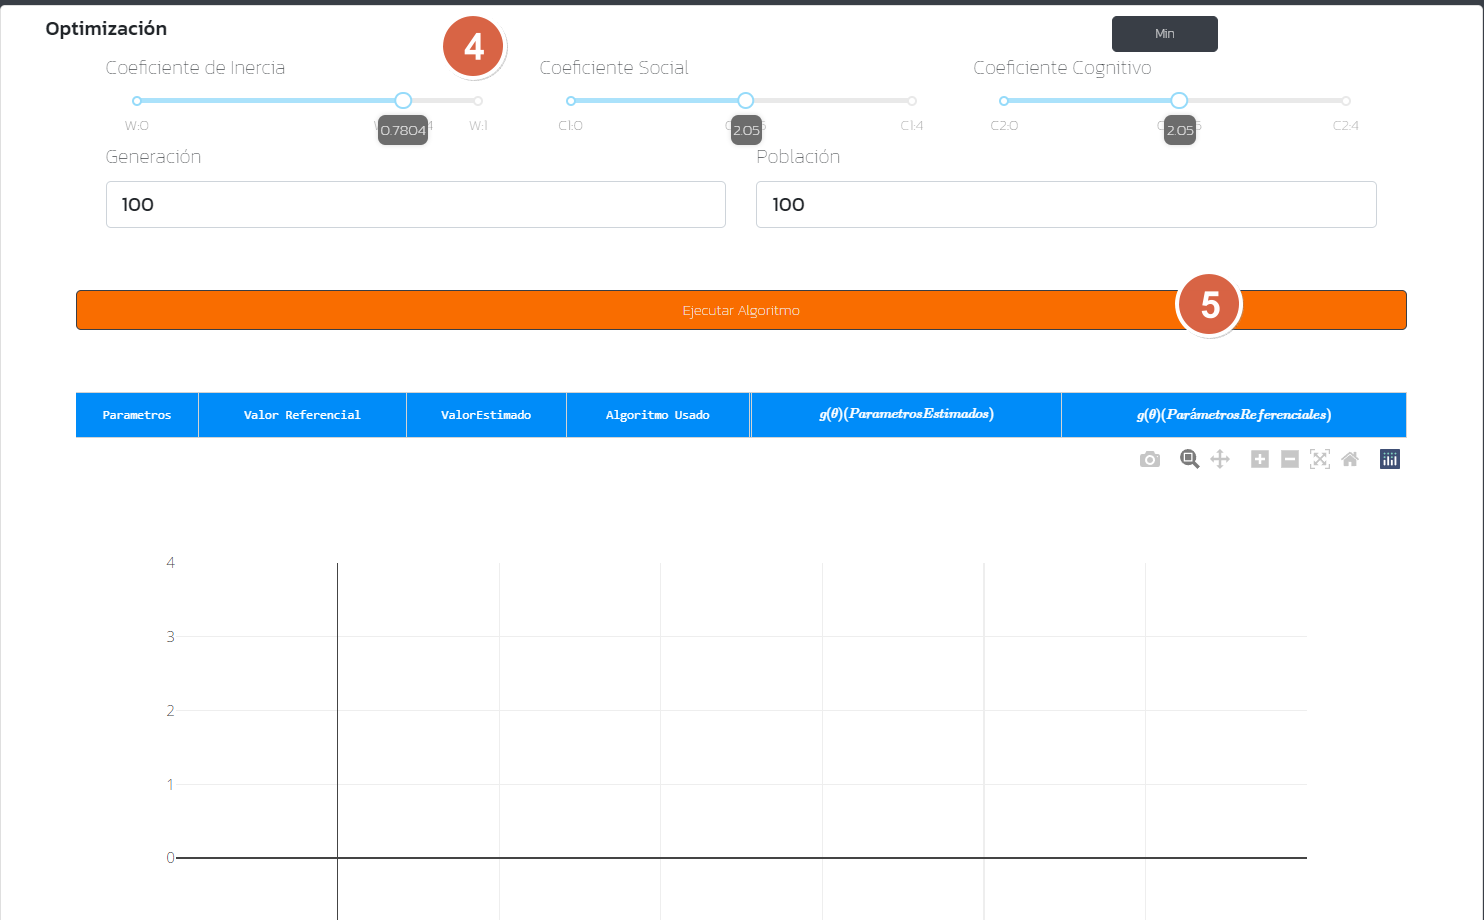 Optimización
4
Min
Coeficiente de Inercia
Coeficiente Social
Coeficiente Cognitivo
W:0 0.7804 W:1
C1:0 2.05 C1:4
C2:0 2.05 C2:4
Generación
Población
100
100
Ejecutar Algoritmo
5
Parametros Valor Referencial ValorEstimado Algoritmo Usado g(θ)(ParametrosEstimados) g(θ)(ParámetrosReferenciales)
4
3
2
1
0